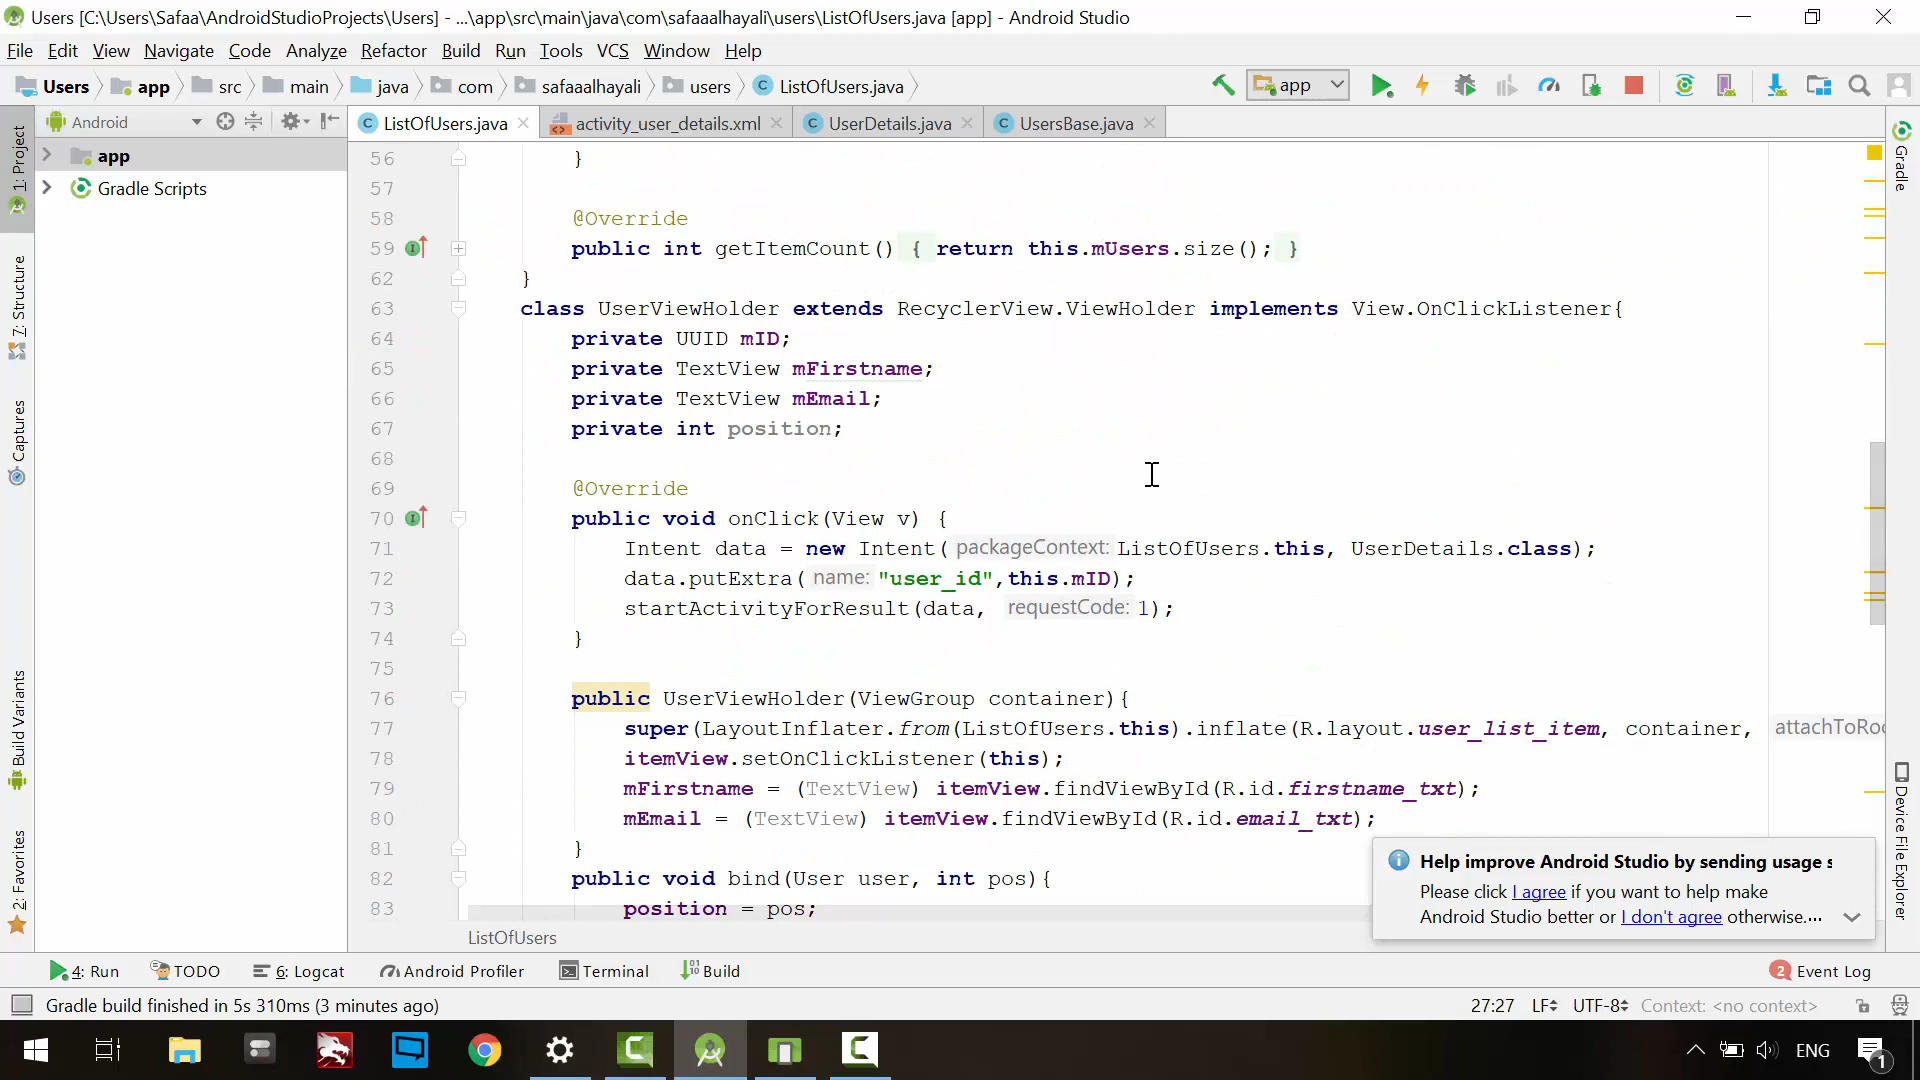 Users [C:\Users\Safaa\AndroidStudioProjects\Users] - ...\app\src\main\java\com\safaaalhayali\users\ListOfUsers.java [app] - Android Studio
File Edit View Navigate Code Analyze Refactor Build Run Tools VCS Window Help
Users app src main java com safaaalhayali users ListOfUsers.java app
Android ListOfUsers.java activity_user_details.xml UserDetails.java UsersBase.java
app
Gradle Scripts
1: Project
7: Structure
Captures
Build Variants
2: Favorites
56 }
57
58 @Override
59 public int getItemCount() { return this.mUsers.size(); }
62 }
63 class UserViewHolder extends RecyclerView.ViewHolder implements View.OnClickListener{
64 private UUID mID;
65 private TextView mFirstname;
66 private TextView mEmail;
67 private int position;
68
69 @Override
70 public void onClick(View v) {
71 Intent data = new Intent( packageContext: ListOfUsers.this, UserDetails.class);
72 data.putExtra( name: "user_id",this.mID);
73 startActivityForResult(data, requestCode: 1);
74 }
75
76 public UserViewHolder(ViewGroup container){
77 super(LayoutInflater.from(ListOfUsers.this).inflate(R.layout.user_list_item, container, attachToRoo
78 itemView.setOnClickListener(this);
79 mFirstname = (TextView) itemView.findViewById(R.id.firstname_txt);
80 mEmail = (TextView) itemView.findViewById(R.id.email_txt);
81 }
82 public void bind(User user, int pos){
83 position = pos;
ListOfUsers
Gradle
Device File Explorer
Help improve Android Studio by sending usage s
Please click I agree if you want to help make
Android Studio better or I don't agree otherwise....
4: Run TODO 6: Logcat Android Profiler Terminal Build 2 Event Log
Gradle build finished in 5s 310ms (3 minutes ago) 27:27 LF UTF-8 Context: <no context>
ENG 1